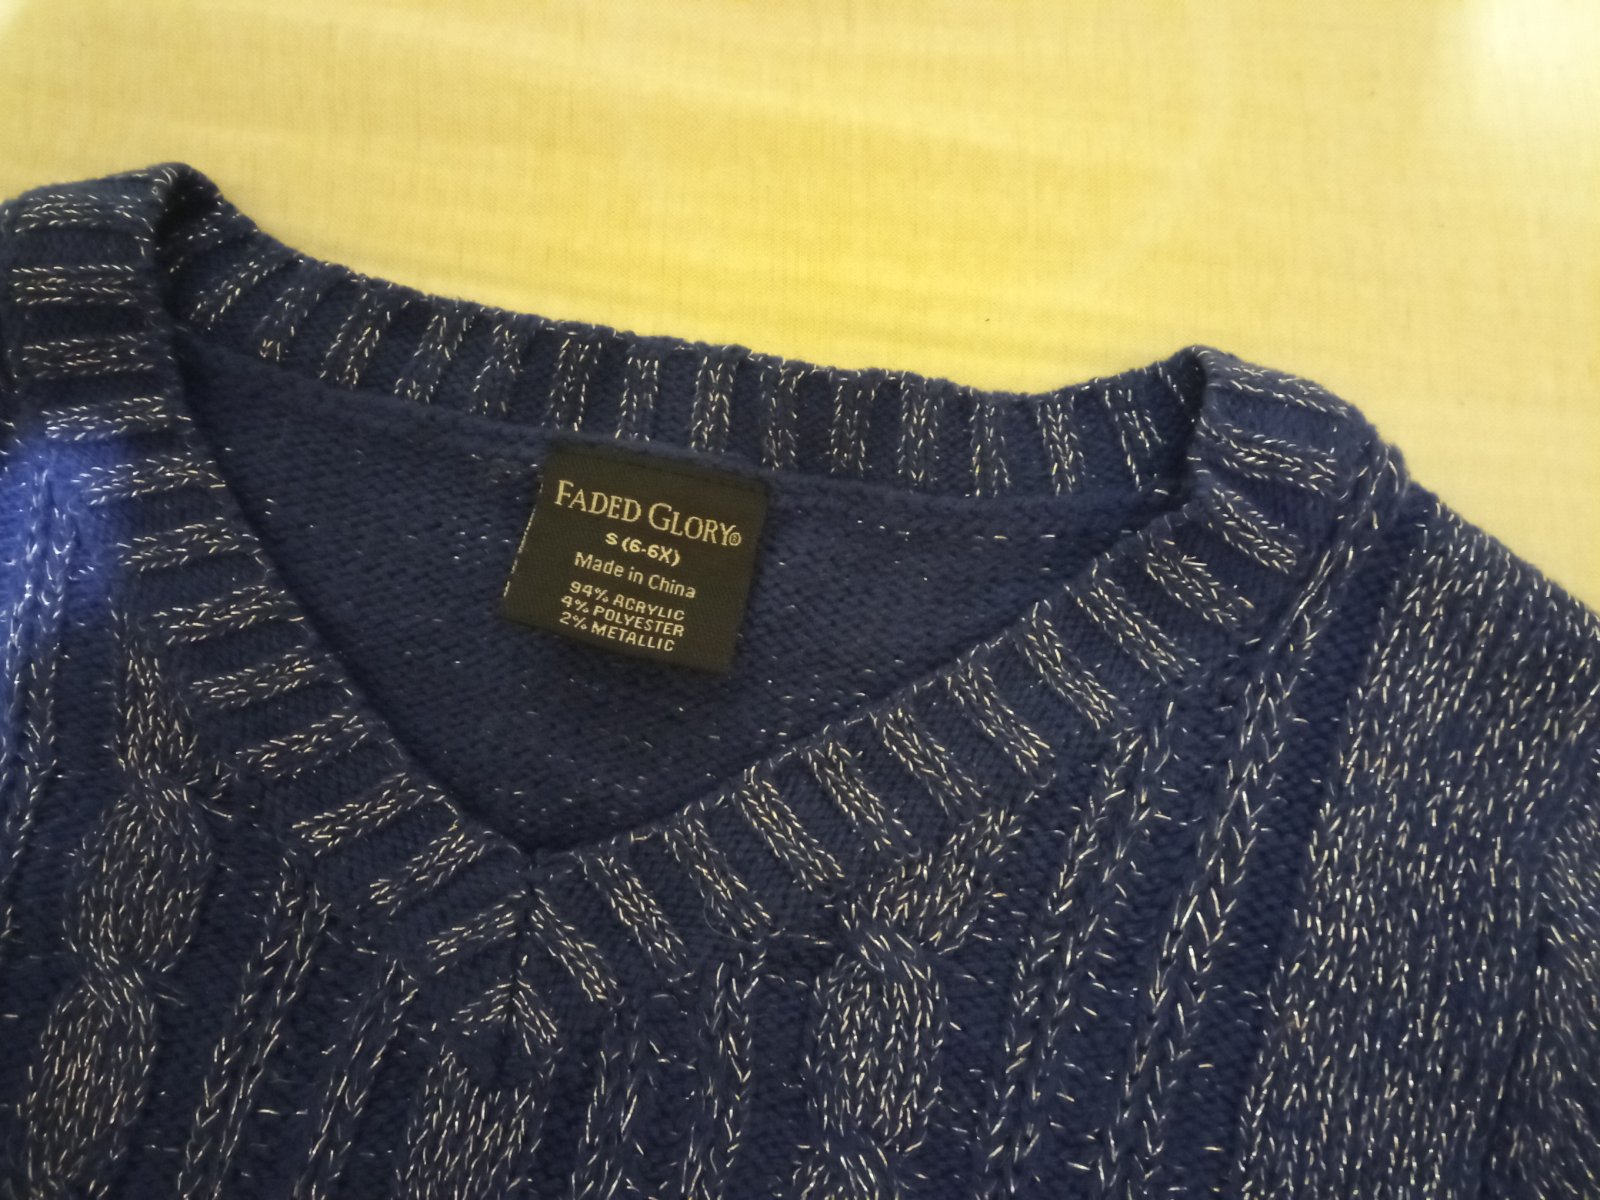 FADED GLORY®
S (6-6X)
Made in China
94% ACRYLIC
4% POLYESTER
2% METALLIC